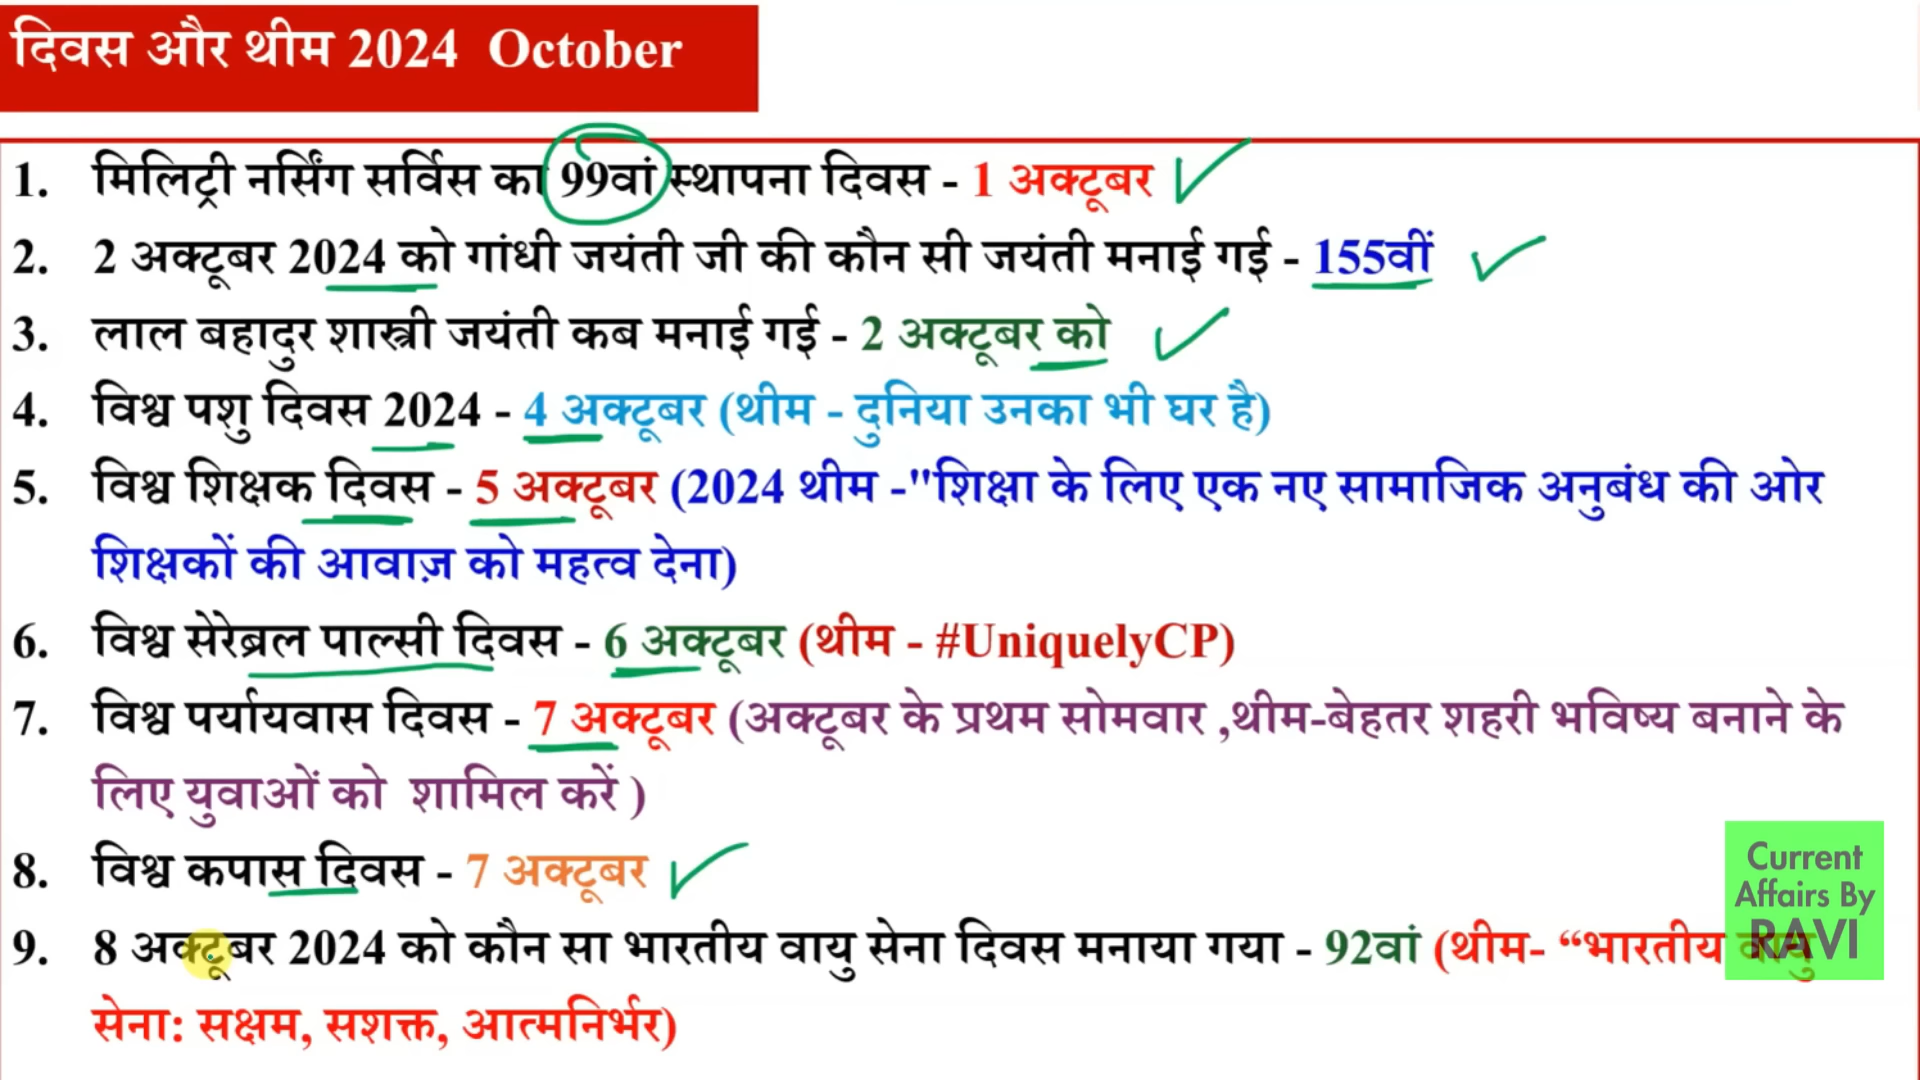 दिवस और थीम 2024 October
1. मिलिट्री नर्सिंग सर्विस का 99वां स्थापना दिवस - 1 अक्टूबर
2. 2 अक्टूबर 2024 को गांधी जयंती जी की कौन सी जयंती मनाई गई - 155वीं
3. लाल बहादुर शास्त्री जयंती कब मनाई गई - 2 अक्टूबर को
4. विश्व पशु दिवस 2024 - 4 अक्टूबर (थीम - दुनिया उनका भी घर है)
5. विश्व शिक्षक दिवस - 5 अक्टूबर (2024 थीम -"शिक्षा के लिए एक नए सामाजिक अनुबंध की ओर
शिक्षकों की आवाज़ को महत्व देना)
6. विश्व सेरेब्रल पाल्सी दिवस - 6 अक्टूबर (थीम - #UniquelyCP)
7. विश्व पर्यायवास दिवस - 7 अक्टूबर (अक्टूबर के प्रथम सोमवार ,थीम-बेहतर शहरी भविष्य बनाने के
लिए युवाओं को शामिल करें )
8. विश्व कपास दिवस - 7 अक्टूबर
9. 8 अक्टूबर 2024 को कौन सा भारतीय वायु सेना दिवस मनाया गया - 92वां (थीम- “भारतीय वायु
सेना: सक्षम, सशक्त, आत्मनिर्भर)
Current
Affairs By
RAVI